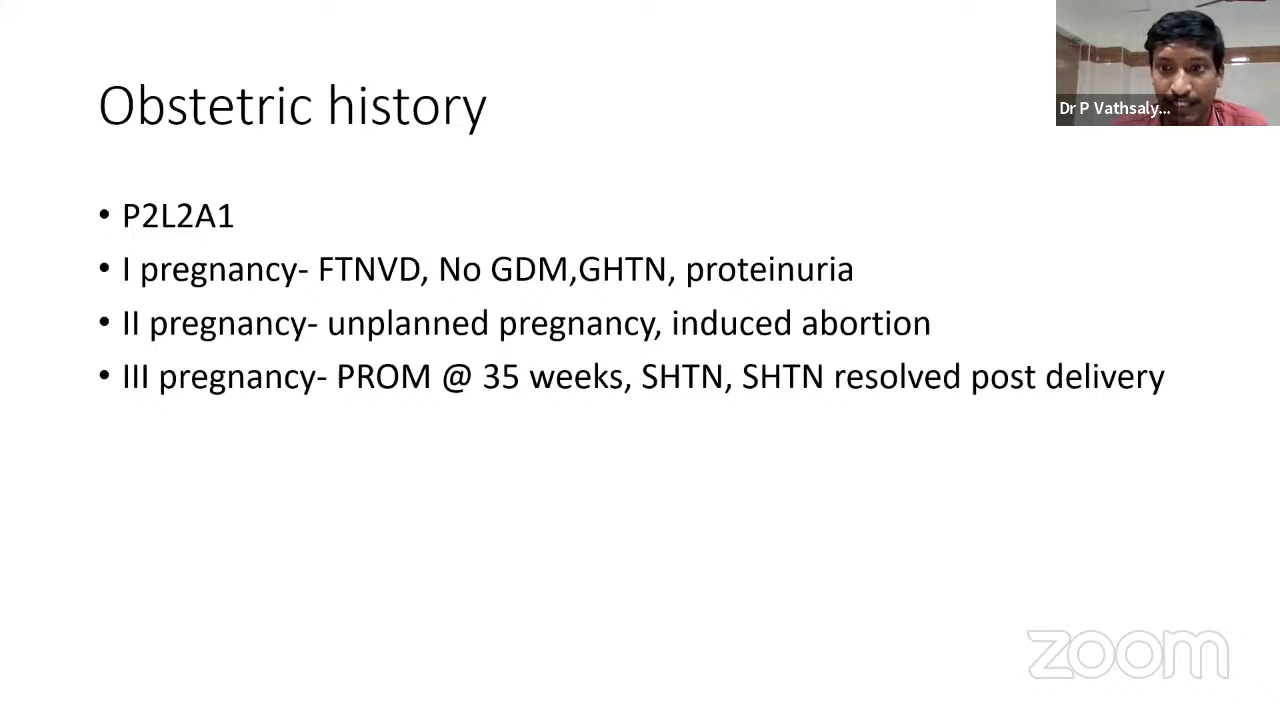 Obstetric history
Dr P Vathsaly...
• P2L2A1
• I pregnancy- FTNVD, No GDM,GHTN, proteinuria
• II pregnancy- unplanned pregnancy, induced abortion
• III pregnancy- PROM @ 35 weeks, SHTN, SHTN resolved post delivery
zoom